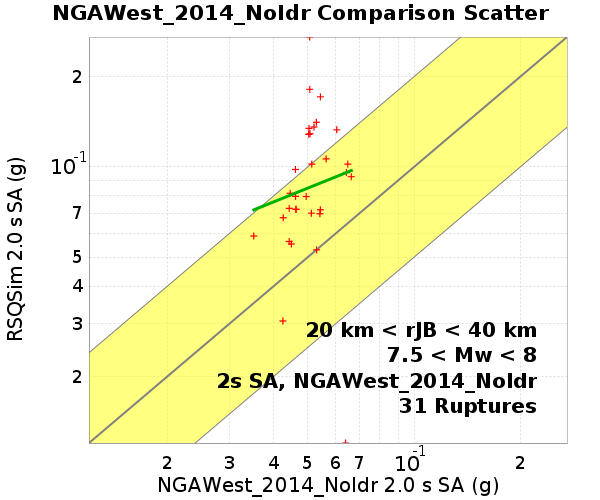 NGAWest_2014_NoIdr Comparison Scatter
2
10-1
7
5
4
3
2
RSQSim 2.0 s SA (g)
20 km < rJB < 40 km
7.5 < Mw < 8
2s SA, NGAWest_2014_NoIdr
31 Ruptures
2 3 4 5 6 7 10-1 2
NGAWest_2014_NoIdr 2.0 s SA (g)